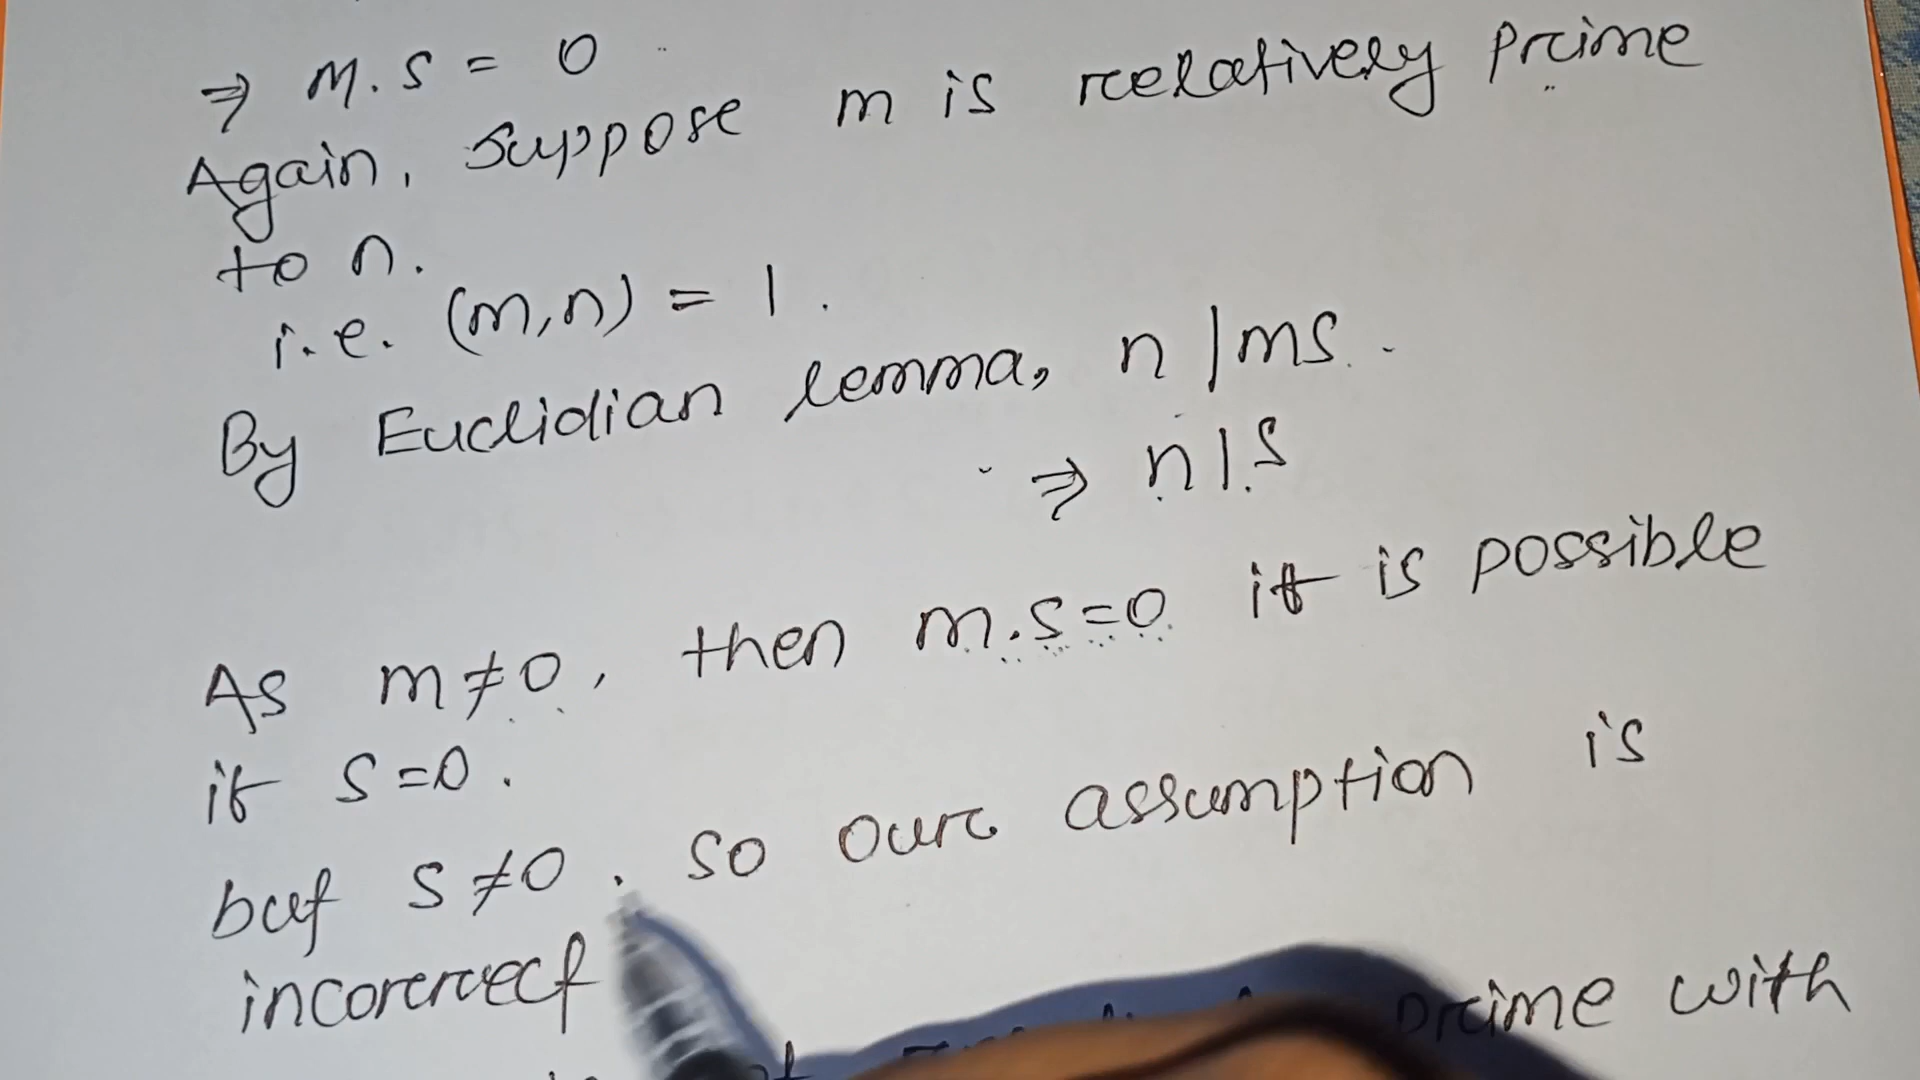 ⇒ m.s = 0
Again, suppose m is relatively prime
to n.
i.e. (m,n) = 1.
By Euclidian lemma, n|ms.
⇒ n|s
As m≠0, then m.s=0 it is possible
if s=0.
but s≠0. so our assumption is
incorrect
prime with